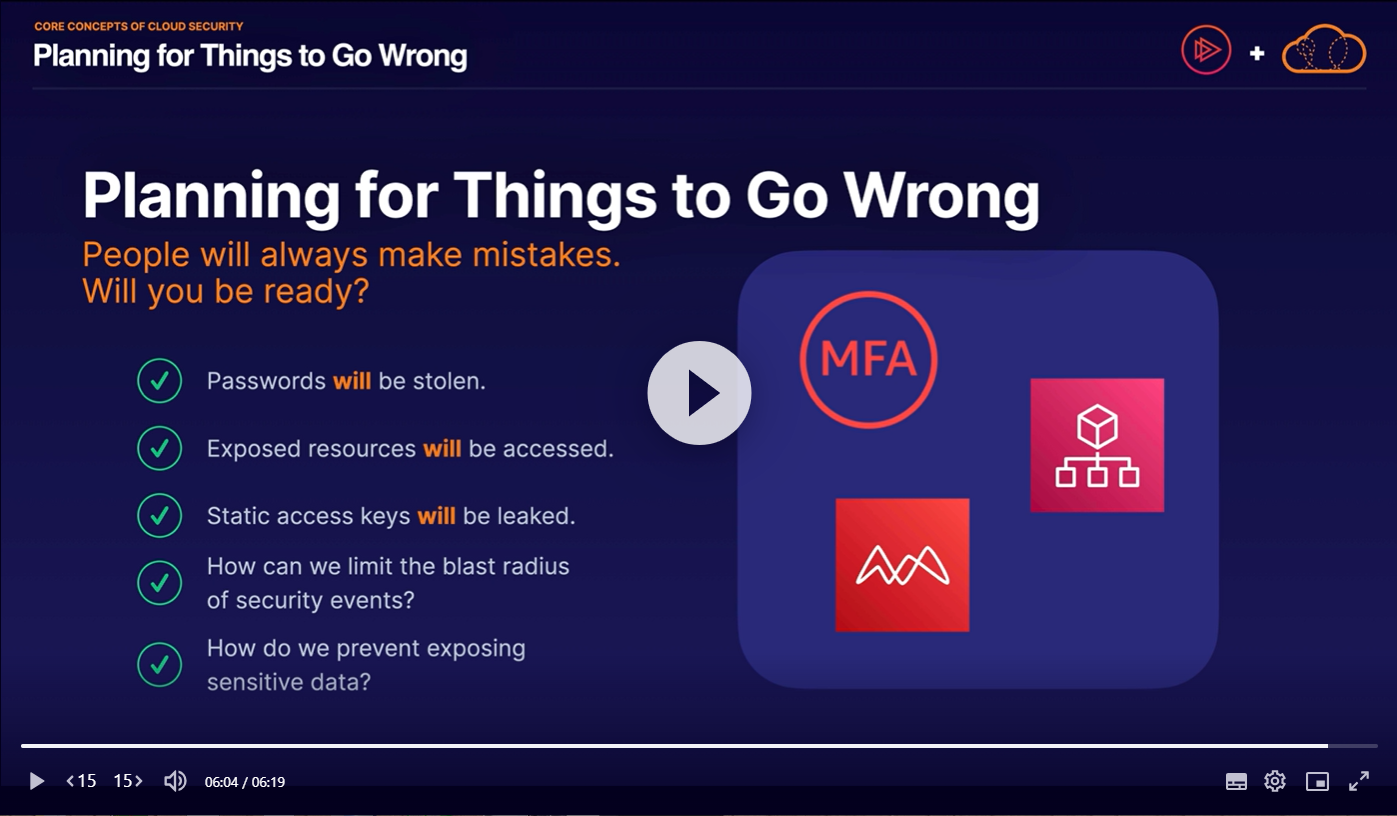 CORE CONCEPTS OF CLOUD SECURITY
Planning for Things to Go Wrong
+
Planning for Things to Go Wrong
People will always make mistakes.
Will you be ready?
Passwords will be stolen.
Exposed resources will be accessed.
Static access keys will be leaked.
How can we limit the blast radius
of security events?
How do we prevent exposing
sensitive data?
MFA
<15 15> 06:04 / 06:19